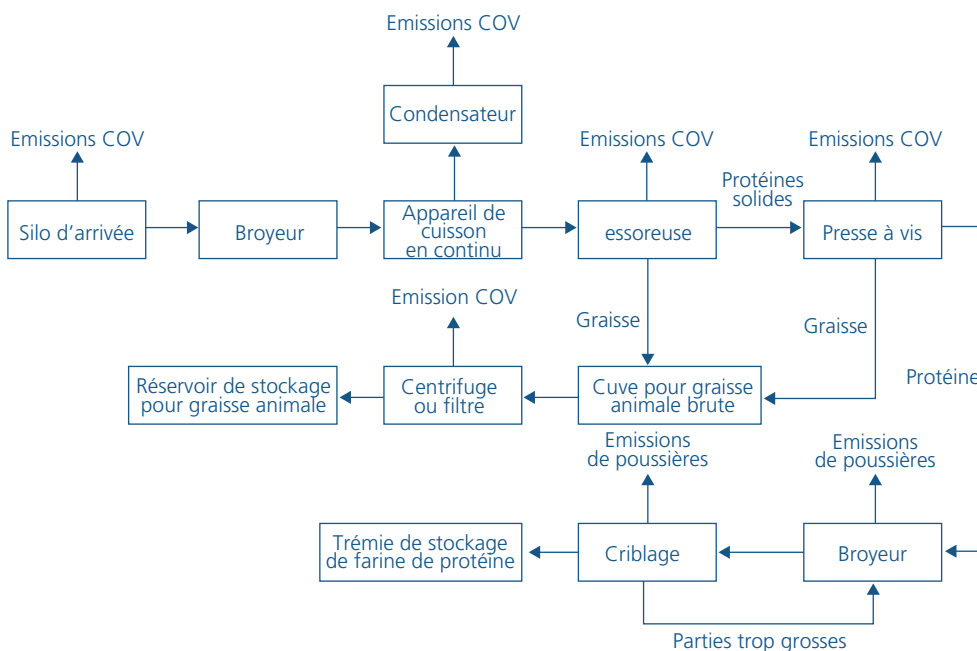 Emissions COV
Condensateur
Emissions COV
Emissions COV
Emissions COV
Silo d'arrivée
Broyeur
Appareil de
cuisson
en continu
essoreuse
Protéines
solides
Presse à vis
Emission COV
Graisse
Graisse
Réservoir de stockage
pour graisse animale
Centrifuge
ou filtre
Cuve pour graisse
animale brute
Protéine
Emissions
de poussières
Emissions
de poussières
Trémie de stockage
de farine de protéine
Criblage
Broyeur
Parties trop grosses